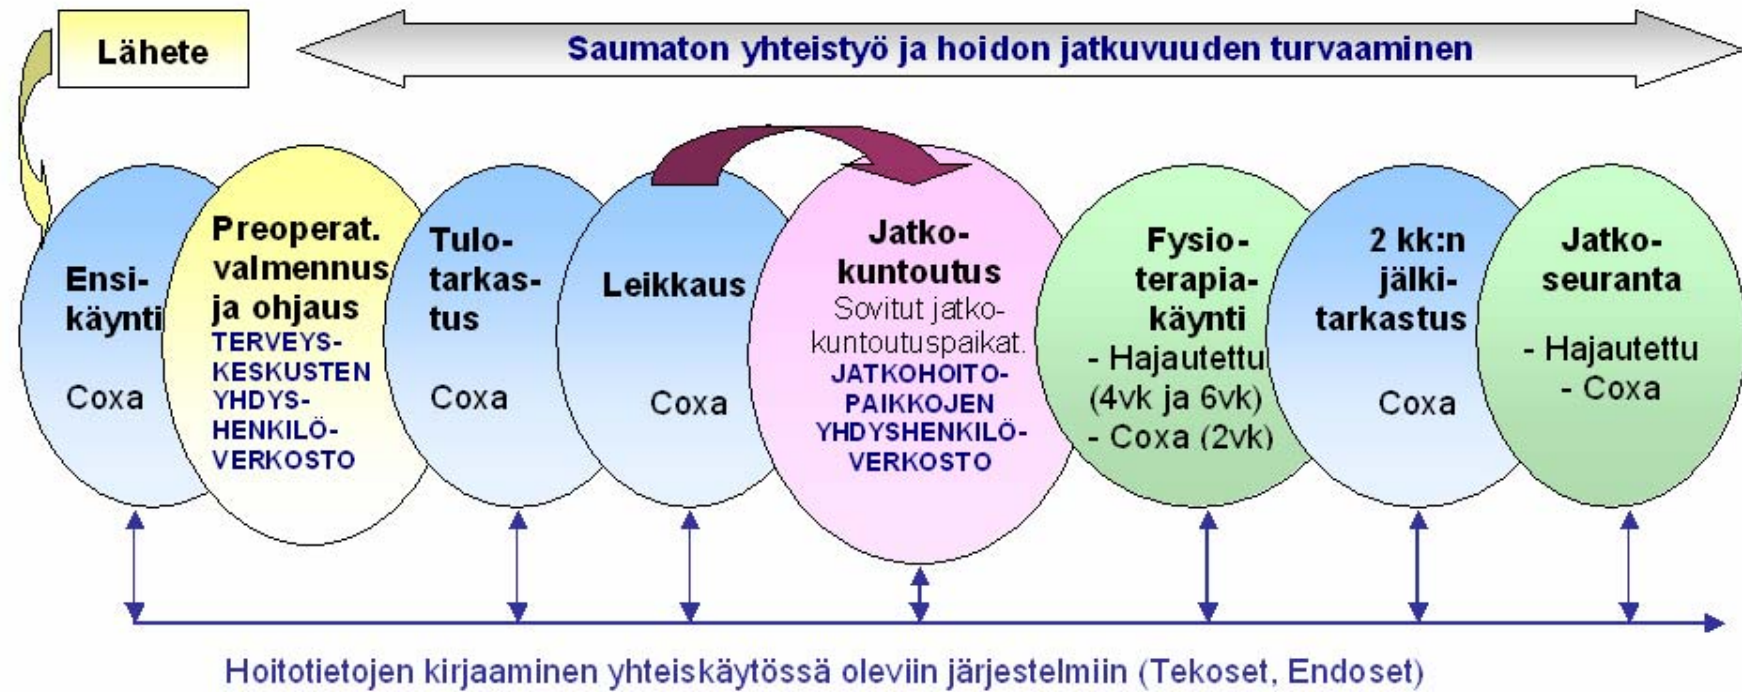 Lähete
Saumaton yhteistyö ja hoidon jatkuvuuden turvaaminen
Ensi-
käynti
Coxa
Preoperat.
valmennus
ja ohjaus
TERVEYS-
KESKUSTEN
YHDYS-
HENKILÖ-
VERKOSTO
Tulo-
tarkas-
tus
Coxa
Leikkaus
Coxa
Jatko-
kuntoutus
Sovitut jatko-
kuntoutuspaikat.
JATKOHOITO-
PAIKKOJEN
YHDYSHENKILÖ-
VERKOSTO
Fysio-
terapia-
käynti
- Hajautettu
(4vk ja 6vk)
- Coxa (2vk)
2 kk:n
jälki-
tarkastus
Coxa
Jatko-
seuranta
- Hajautettu
- Coxa
Hoitotietojen kirjaaminen yhteiskäytössä oleviin järjestelmiin (Tekoset, Endoset)